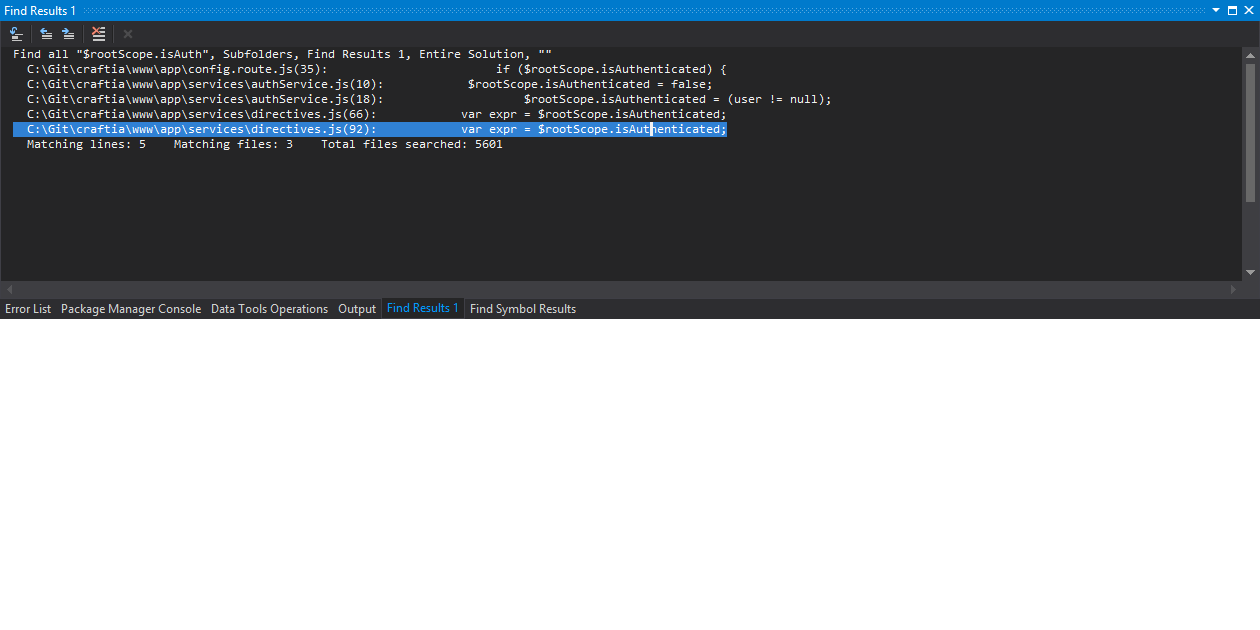 Find Results 1
Find all "$rootScope.isAuth", Subfolders, Find Results 1, Entire Solution, ""
  C:\Git\craftia\www\app\config.route.js(35):                        if ($rootScope.isAuthenticated) {
  C:\Git\craftia\www\app\services\authService.js(10):            $rootScope.isAuthenticated = false;
  C:\Git\craftia\www\app\services\authService.js(18):                    $rootScope.isAuthenticated = (user != null);
  C:\Git\craftia\www\app\services\directives.js(66):            var expr = $rootScope.isAuthenticated;
  C:\Git\craftia\www\app\services\directives.js(92):            var expr = $rootScope.isAuthenticated;
  Matching lines: 5    Matching files: 3    Total files searched: 5601
Error List Package Manager Console Data Tools Operations Output Find Results 1 Find Symbol Results